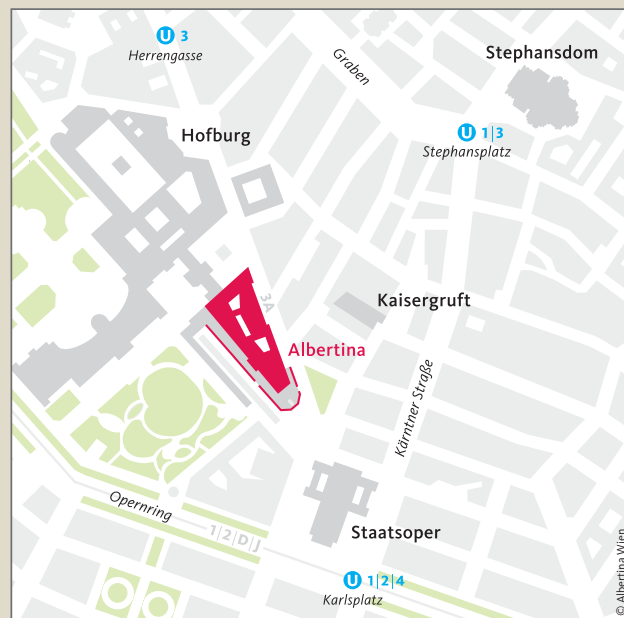 U 3
Herrengasse
Graben
Stephansdom
U 1|3
Stephansplatz
Hofburg
3A
Kaisergruft
Albertina
Kärntner Straße
Opernring
1|2|D|J
Staatsoper
U 1|2|4
Karlsplatz
© Albertina Wien